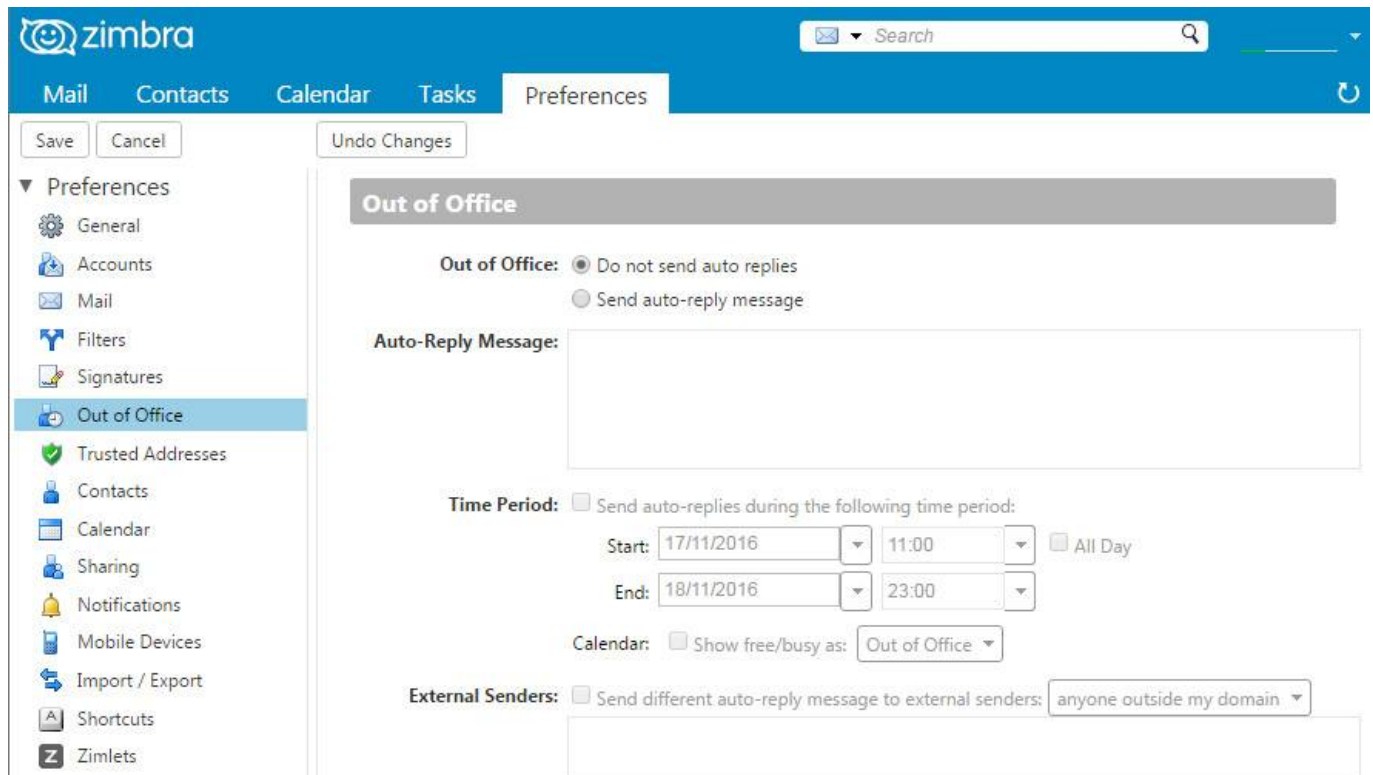 zimbra
Search
Mail Contacts Calendar Tasks Preferences
Save Cancel Undo Changes
Preferences
General
Accounts
Mail
Filters
Signatures
Out of Office
Trusted Addresses
Contacts
Calendar
Sharing
Notifications
Mobile Devices
Import / Export
A Shortcuts
Z Zimlets
Out of Office
Out of Office: Do not send auto replies
Send auto-reply message
Auto-Reply Message:
Time Period: Send auto-replies during the following time period:
Start: 17/11/2016 11:00 All Day
End: 18/11/2016 23:00
Calendar: Show free/busy as: Out of Office
External Senders: Send different auto-reply message to external senders: anyone outside my domain